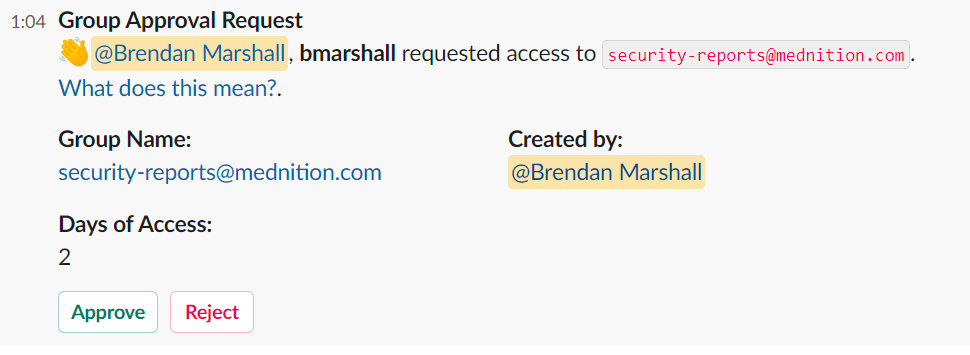 1:04 Group Approval Request
👋 @Brendan Marshall, bmarshall requested access to security-reports@mednition.com.
What does this mean?.
Group Name: Created by:
security-reports@mednition.com @Brendan Marshall
Days of Access:
2
Approve Reject